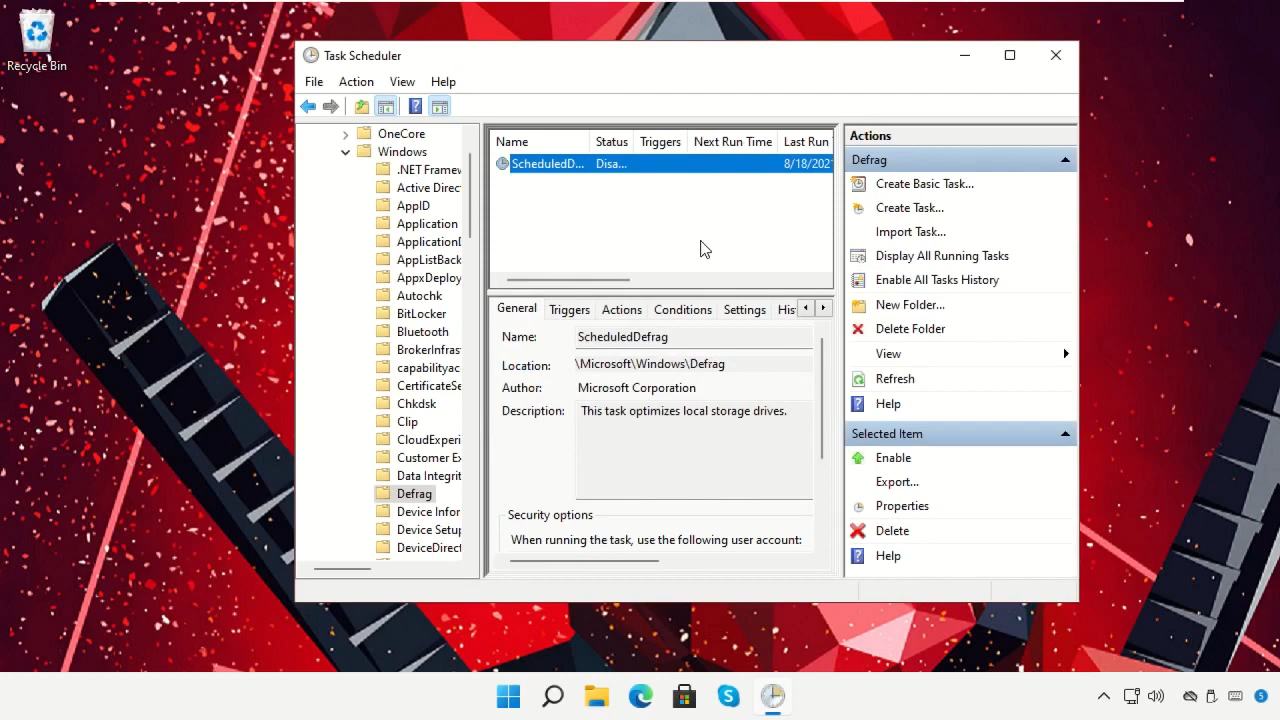 Recycle Bin
Task Scheduler
File Action View Help
OneCore
Windows
.NET Framew
Active Direc
AppID
Application
Application
AppListBack
AppxDeploy
Autochk
BitLocker
Bluetooth
BrokerInfras
capabilityac
CertificateSe
Chkdsk
Clip
CloudExperi
Customer Ex
Data Integrit
Defrag
Device Infor
Device Setup
DeviceDirect
Name Status Triggers Next Run Time Last Run
ScheduledD... Disa... 8/18/202
General Triggers Actions Conditions Settings His
Name: ScheduledDefrag
Location: \Microsoft\Windows\Defrag
Author: Microsoft Corporation
Description: This task optimizes local storage drives.
Security options
When running the task, use the following user account:
Actions
Defrag
Create Basic Task...
Create Task...
Import Task...
Display All Running Tasks
Enable All Tasks History
New Folder...
Delete Folder
View
Refresh
Help
Selected Item
Enable
Export...
Properties
Delete
Help
5